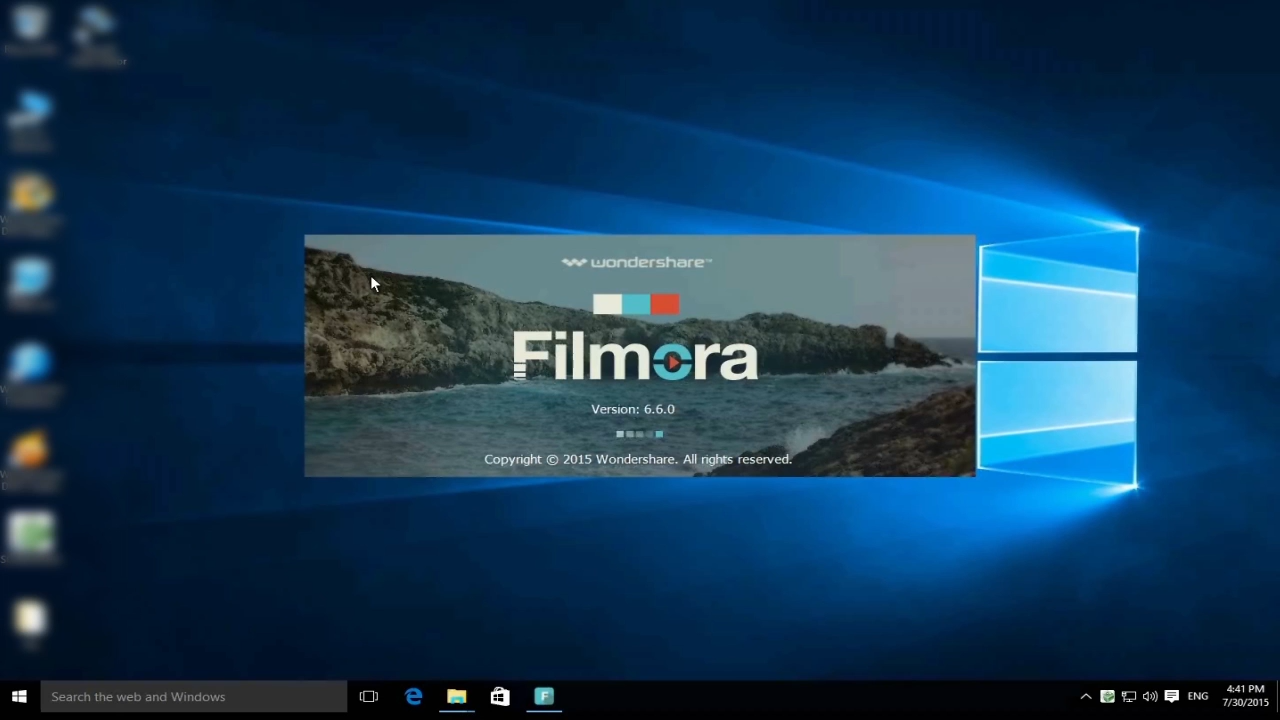 wondershare™
Filmora
Version: 6.6.0
Copyright © 2015 Wondershare. All rights reserved.
Search the web and Windows
F
ENG
4:41 PM
7/30/2015